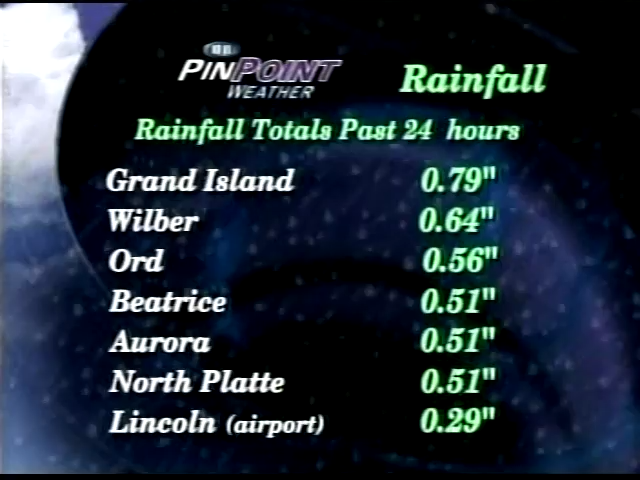 PINPOINT
WEATHER
Rainfall
Rainfall Totals Past 24 hours
Grand Island 0.79"
Wilber 0.64"
Ord 0.56"
Beatrice 0.51"
Aurora 0.51"
North Platte 0.51"
Lincoln (airport) 0.29"